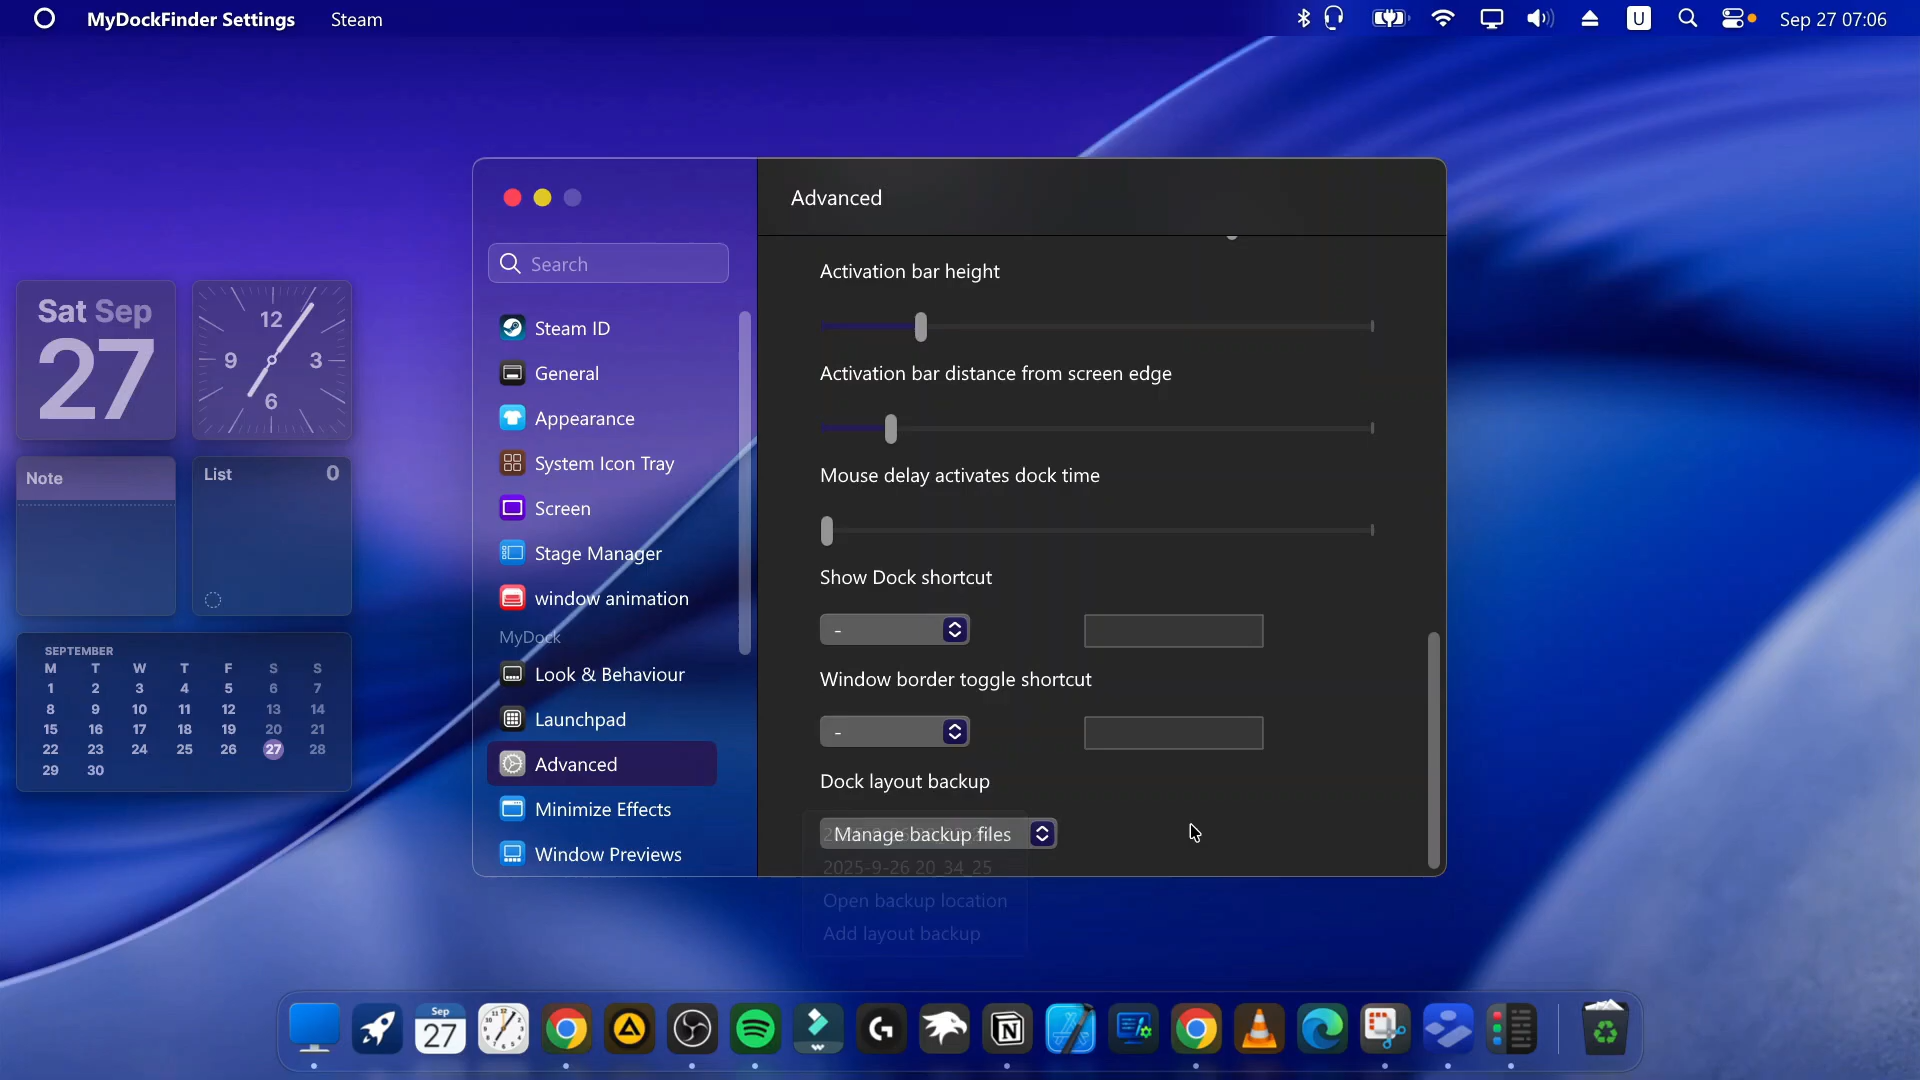 MyDockFinder Settings Steam
U Sep 27 07:06
Advanced
Search
Steam ID
General
Appearance
System Icon Tray
Screen
Stage Manager
window animation
MyDock
Look & Behaviour
Launchpad
Advanced
Minimize Effects
Window Previews
Activation bar height
Activation bar distance from screen edge
Mouse delay activates dock time
Show Dock shortcut
-
Window border toggle shortcut
-
Dock layout backup
Manage backup files
2025-9-26 20_34_25
Open backup location
Add layout backup
Sat Sep
27
12
9 3
6
Note
List 0
SEPTEMBER
M T W T F S S
1 2 3 4 5 6 7
8 9 10 11 12 13 14
15 16 17 18 19 20 21
22 23 24 25 26 27 28
29 30
Sep
27